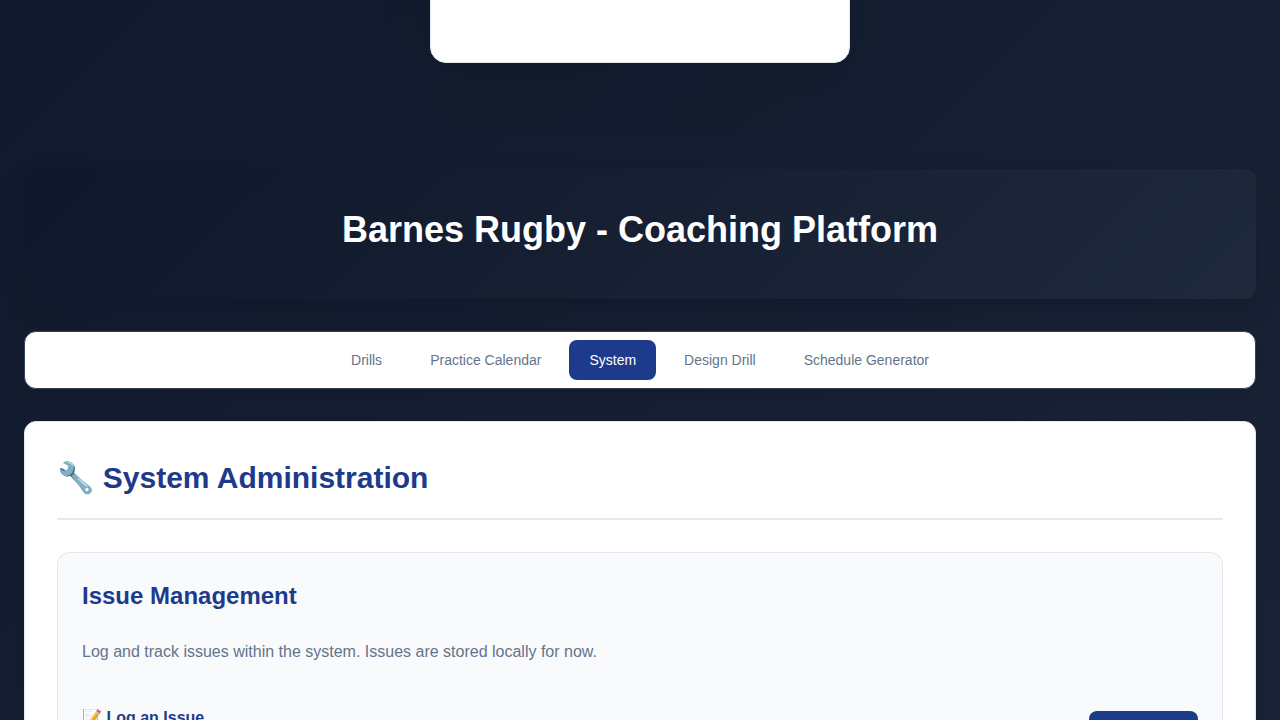 Barnes Rugby - Coaching Platform
Drills Practice Calendar System Design Drill Schedule Generator
🔧 System Administration
Issue Management
Log and track issues within the system. Issues are stored locally for now.
📝 Log an Issue